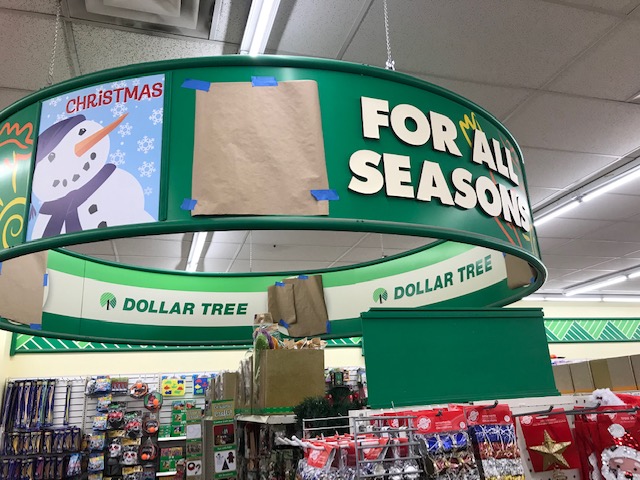 CHRiSTMAS
FOR ALL
SEASONS
DOLLAR TREE
DOLLAR TREE